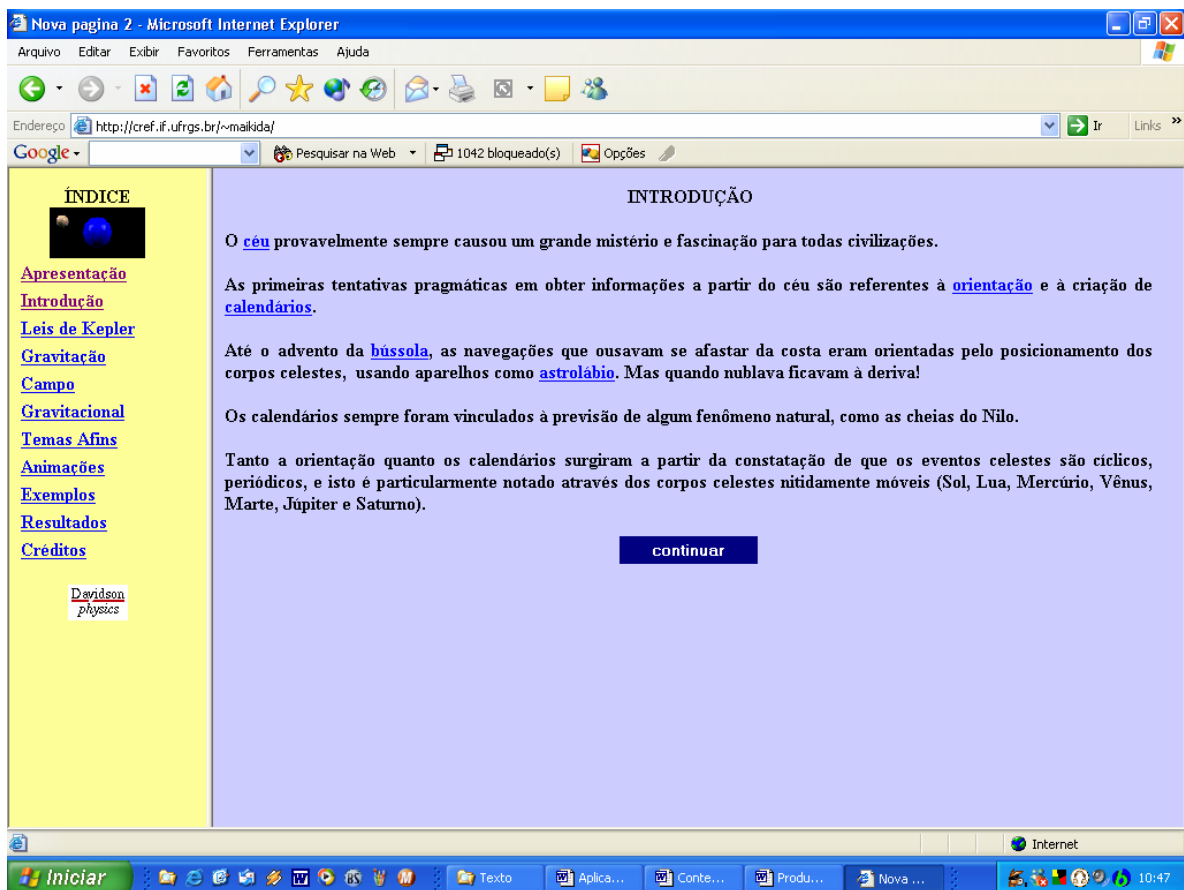 Nova pagina 2 - Microsoft Internet Explorer
Arquivo Editar Exibir Favoritos Ferramentas Ajuda
Endereço http://cref.if.ufrgs.br/~maikida/ Ir Links »
Google Pesquisar na Web 1042 bloqueado(s) Opções
ÍNDICE
Apresentação
Introdução
Leis de Kepler
Gravitação
Campo
Gravitacional
Temas Afins
Animações
Exemplos
Resultados
Créditos
Davidson
physics
INTRODUÇÃO
O céu provavelmente sempre causou um grande mistério e fascinação para todas civilizações.
As primeiras tentativas pragmáticas em obter informações a partir do céu são referentes à orientação e à criação de
calendários.
Até o advento da bússola, as navegações que ousavam se afastar da costa eram orientadas pelo posicionamento dos
corpos celestes, usando aparelhos como astrolábio. Mas quando nublava ficavam à deriva!
Os calendários sempre foram vinculados à previsão de algum fenômeno natural, como as cheias do Nilo.
Tanto a orientação quanto os calendários surgiram a partir da constatação de que os eventos celestes são cíclicos,
periódicos, e isto é particularmente notado através dos corpos celestes nitidamente móveis (Sol, Lua, Mercúrio, Vênus,
Marte, Júpiter e Saturno).
continuar
Internet
Iniciar Texto Aplica... Conte... Produ... Nova ... 10:47